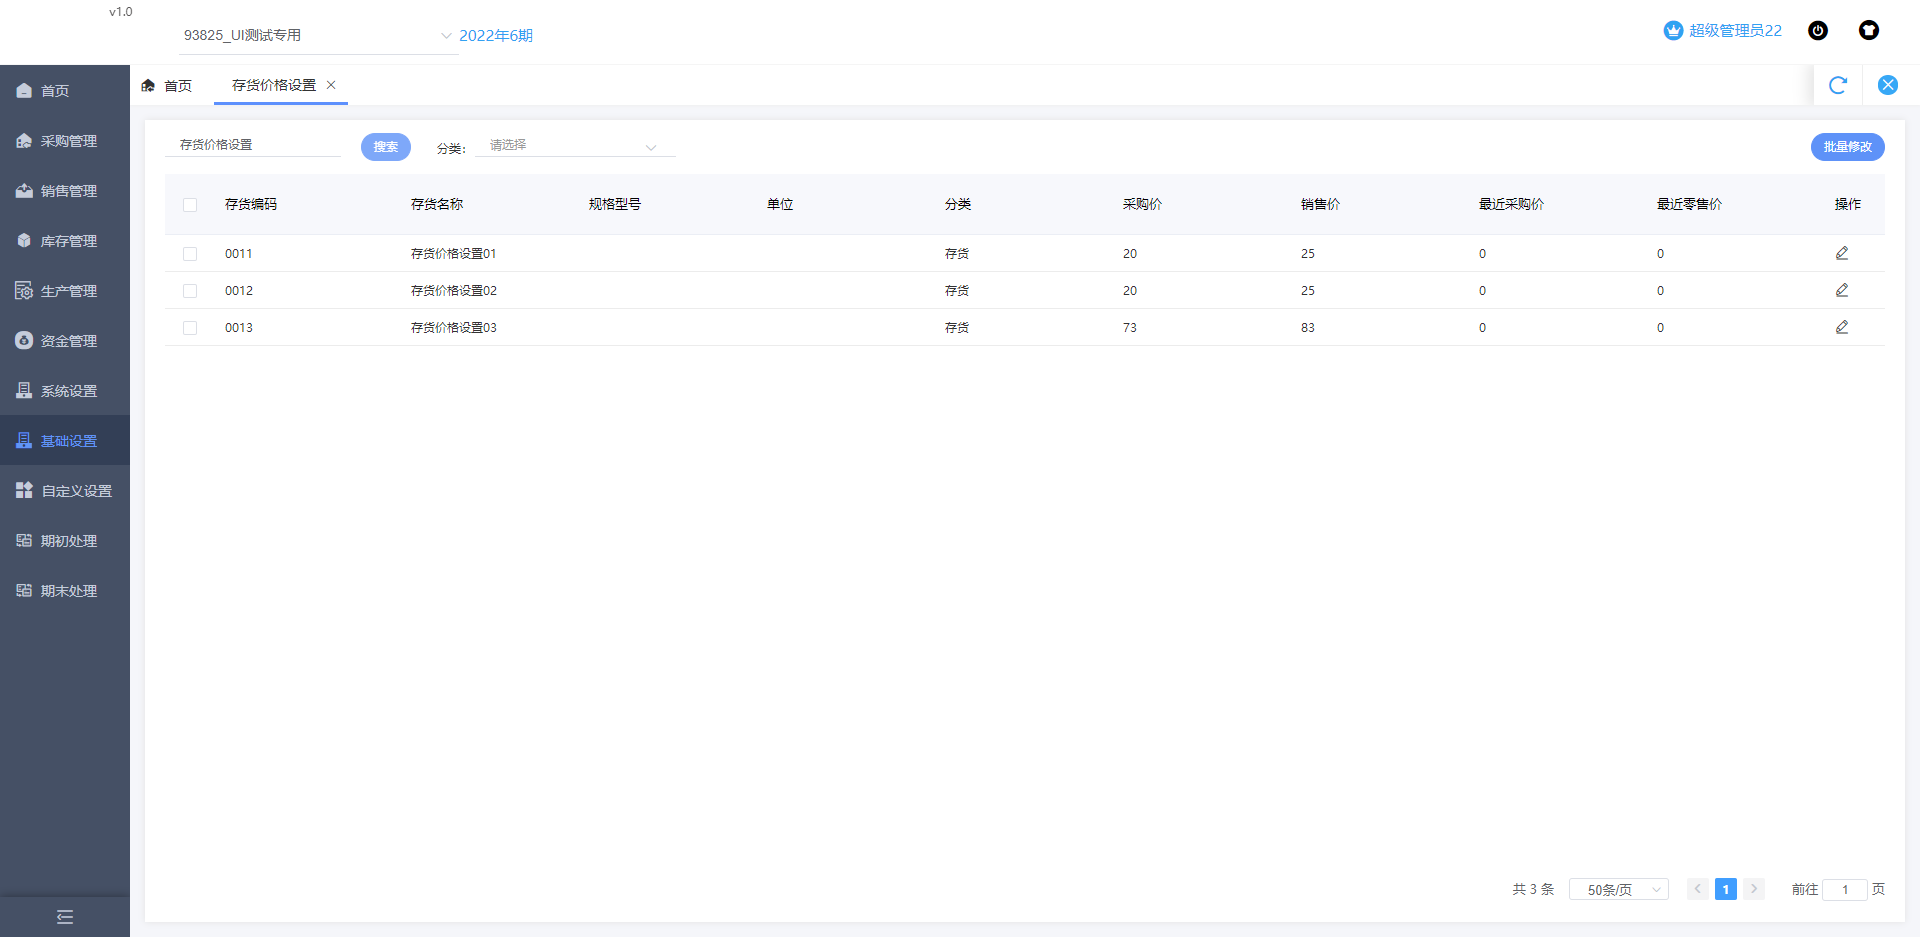 v1.0
93825_UI测试专用 2022年6期 超级管理员22
首页
采购管理
销售管理
库存管理
生产管理
资金管理
系统设置
基础设置
自定义设置
期初处理
期末处理
首页 存货价格设置
存货价格设置 搜索 分类: 请选择 批量修改
存货编码 存货名称 规格型号 单位 分类 采购价 销售价 最近采购价 最近零售价 操作
0011 存货价格设置01 存货 20 25 0 0
0012 存货价格设置02 存货 20 25 0 0
0013 存货价格设置03 存货 73 83 0 0
共 3 条 50条/页 1 前往 1 页